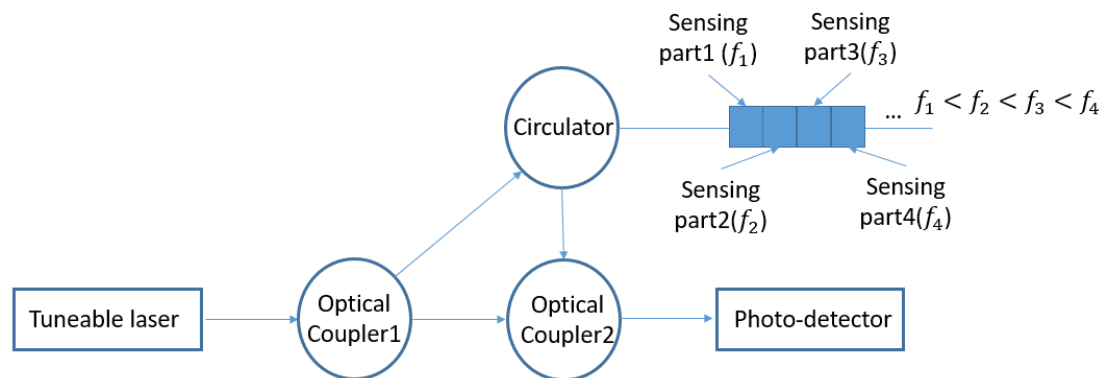 Sensing
part1 (f₁)
Sensing
part3(f₃)
... f₁ < f₂ < f₃ < f₄
Circulator
Sensing
part2(f₂)
Sensing
part4(f₄)
Tuneable laser
Optical
Coupler1
Optical
Coupler2
Photo-detector